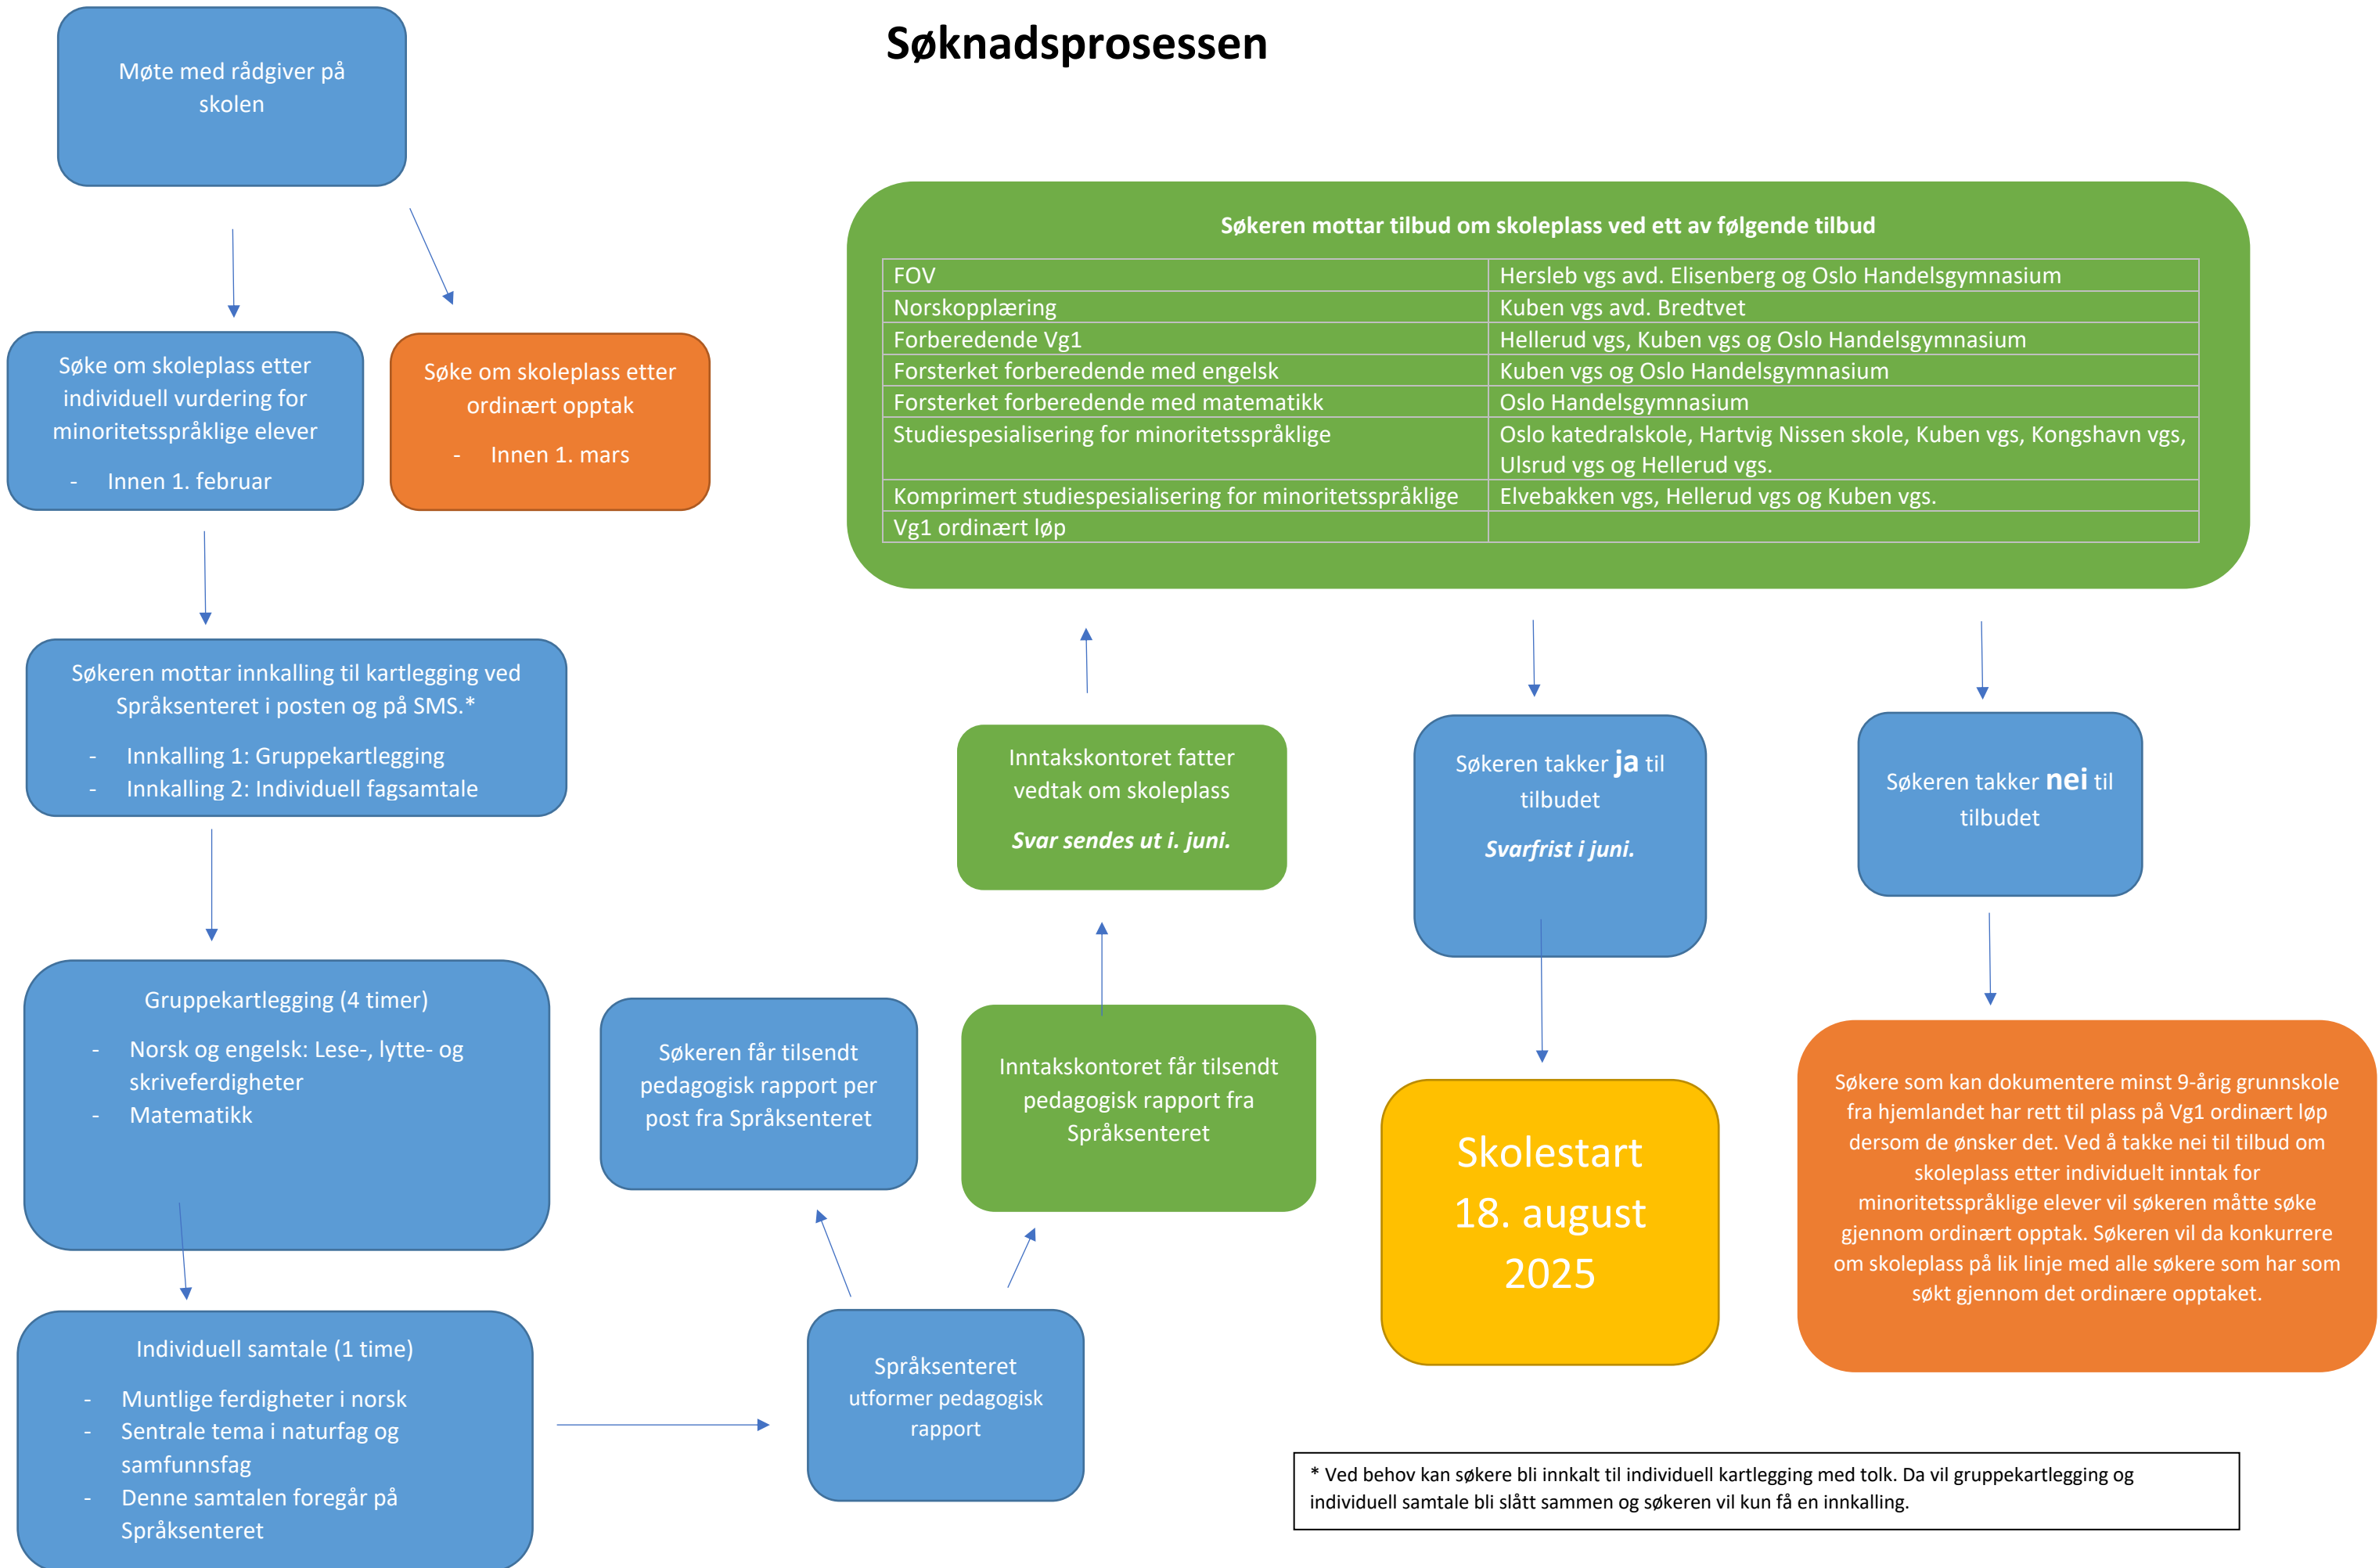 Søknadsprosessen
Møte med rådgiver på
skolen
Søke om skoleplass etter
individuell vurdering for
minoritetsspråklige elever
- Innen 1. februar
Søke om skoleplass etter
ordinært opptak
- Innen 1. mars
Søkeren mottar innkalling til kartlegging ved
Språksenteret i posten og på SMS.*
- Innkalling 1: Gruppekartlegging
- Innkalling 2: Individuell fagsamtale
Gruppekartlegging (4 timer)
- Norsk og engelsk: Lese-, lytte- og
skriveferdigheter
- Matematikk
Individuell samtale (1 time)
- Muntlige ferdigheter i norsk
- Sentrale tema i naturfag og
samfunnsfag
- Denne samtalen foregår på
Språksenteret
Språksenteret
utformer pedagogisk
rapport
Søkeren får tilsendt
pedagogisk rapport per
post fra Språksenteret
Inntakskontoret får tilsendt
pedagogisk rapport fra
Språksenteret
Inntakskontoret fatter
vedtak om skoleplass
Svar sendes ut i. juni.
Søkeren mottar tilbud om skoleplass ved ett av følgende tilbud
FOV Hersleb vgs avd. Elisenberg og Oslo Handelsgymnasium
Norskopplæring Kuben vgs avd. Bredtvet
Forberedende Vg1 Hellerud vgs, Kuben vgs og Oslo Handelsgymnasium
Forsterket forberedende med engelsk Kuben vgs og Oslo Handelsgymnasium
Forsterket forberedende med matematikk Oslo Handelsgymnasium
Studiespesialisering for minoritetsspråklige Oslo katedralskole, Hartvig Nissen skole, Kuben vgs, Kongshavn vgs,
Ulsrud vgs og Hellerud vgs.
Komprimert studiespesialisering for minoritetsspråklige Elvebakken vgs, Hellerud vgs og Kuben vgs.
Vg1 ordinært løp
Søkeren takker ja til
tilbudet
Svarfrist i juni.
Skolestart
18. august
2025
Søkeren takker nei til
tilbudet
Søkere som kan dokumentere minst 9-årig grunnskole
fra hjemlandet har rett til plass på Vg1 ordinært løp
dersom de ønsker det. Ved å takke nei til tilbud om
skoleplass etter individuelt inntak for
minoritetsspråklige elever vil søkeren måtte søke
gjennom ordinært opptak. Søkeren vil da konkurrere
om skoleplass på lik linje med alle søkere som har som
søkt gjennom det ordinære opptaket.
* Ved behov kan søkere bli innkalt til individuell kartlegging med tolk. Da vil gruppekartlegging og
individuell samtale bli slått sammen og søkeren vil kun få en innkalling.